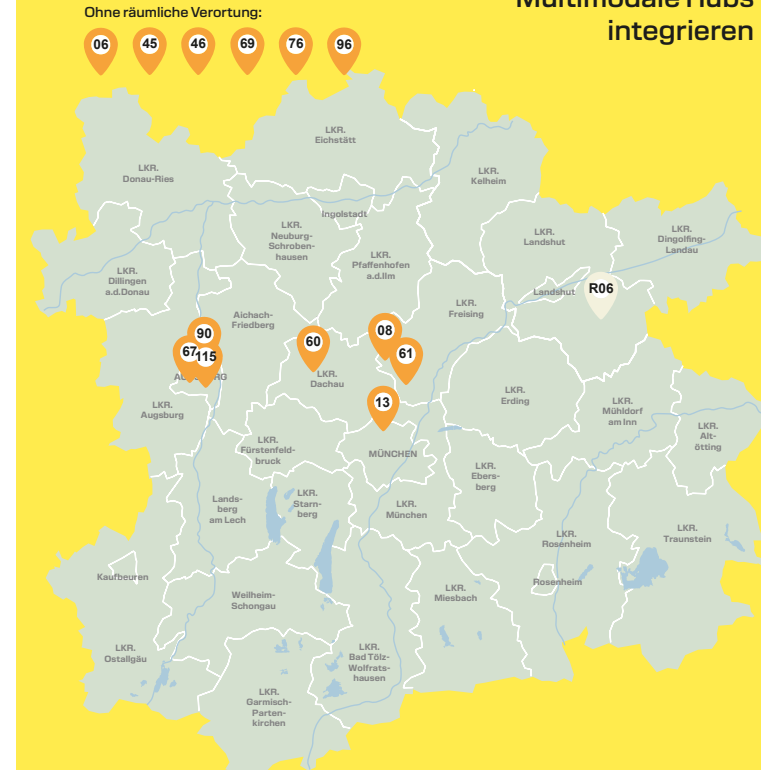 Multimodale Hubs
integrieren
Ohne räumliche Verortung:
06 45 46 69 76 96
LKR.
Eichstätt
LKR.
Donau-Ries
LKR.
Kelheim
Ingolstadt
LKR.
Neuburg-
Schroben-
hausen
LKR.
Landshut
LKR.
Dingolfing-
Landau
LKR.
Pfaffenhofen
a.d.Ilm
LKR.
Dillingen
a.d.Donau
Landshut
R06
LKR.
Freising
Aichach-
Friedberg
90
67
115
60
08
61
LKR.
Dachau
13
LKR.
Augsburg
LKR.
Erding
LKR.
Mühldorf
am Inn
LKR.
Alt-
ötting
LKR.
Fürstenfeld-
bruck
MÜNCHEN
LKR.
Ebers-
berg
Lands-
berg
am Lech
LKR.
Starn-
berg
LKR.
München
LKR.
Rosenheim
LKR.
Traunstein
Kaufbeuren
Weilheim-
Schongau
LKR.
Miesbach
Rosenheim
LKR.
Ostallgäu
LKR.
Bad Tölz-
Wolfrats-
hausen
LKR.
Garmisch-
Parten-
kirchen